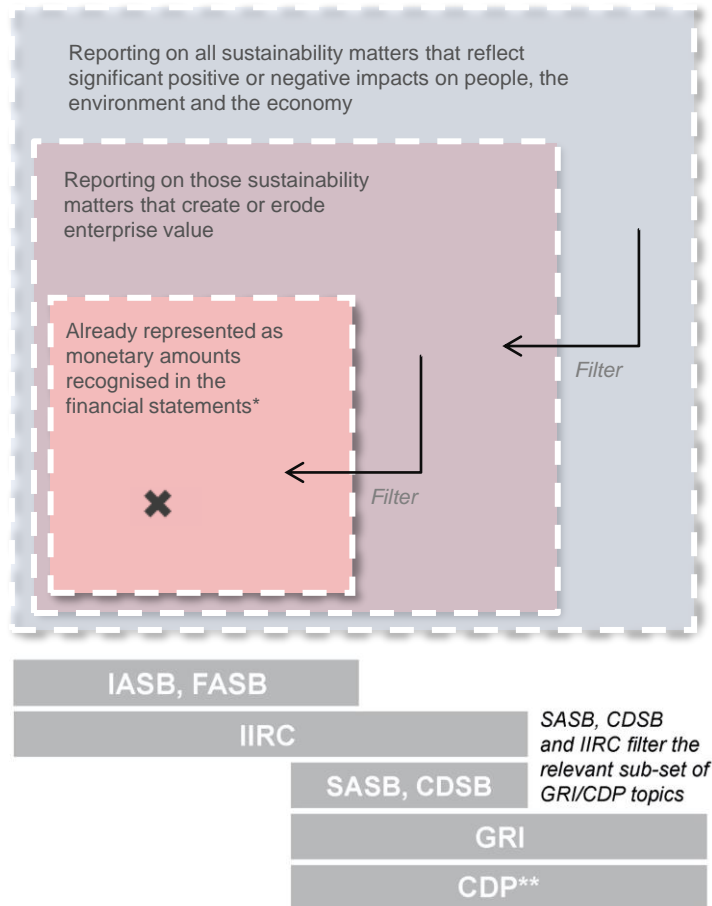 Reporting on all sustainability matters that reflect
significant positive or negative impacts on people, the
environment and the economy
Reporting on those sustainability
matters that create or erode
enterprise value
Already represented as
monetary amounts
recognised in the
financial statements*
Filter
Filter
IASB, FASB
IIRC
SASB, CDSB
and IIRC filter the
relevant sub-set of
GRI/CDP topics
SASB, CDSB
GRI
CDP**